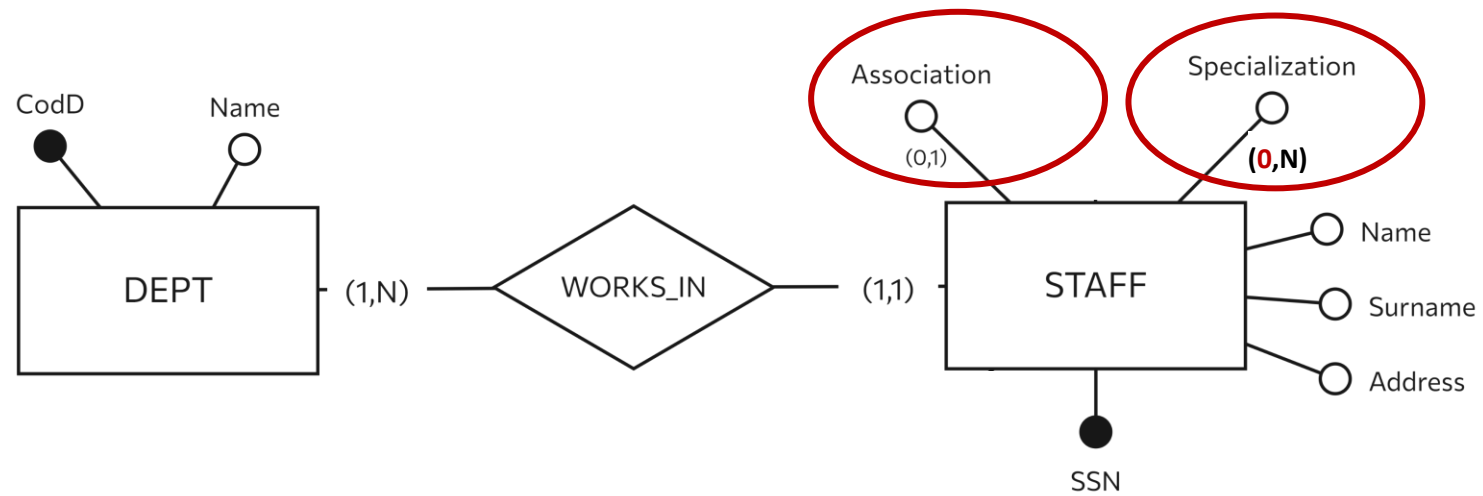 Association
Specialization
CodD
Name
(0,1)
(0,N)
Name
DEPT
(1,N)
WORKS_IN
(1,1)
STAFF
Surname
Address
SSN